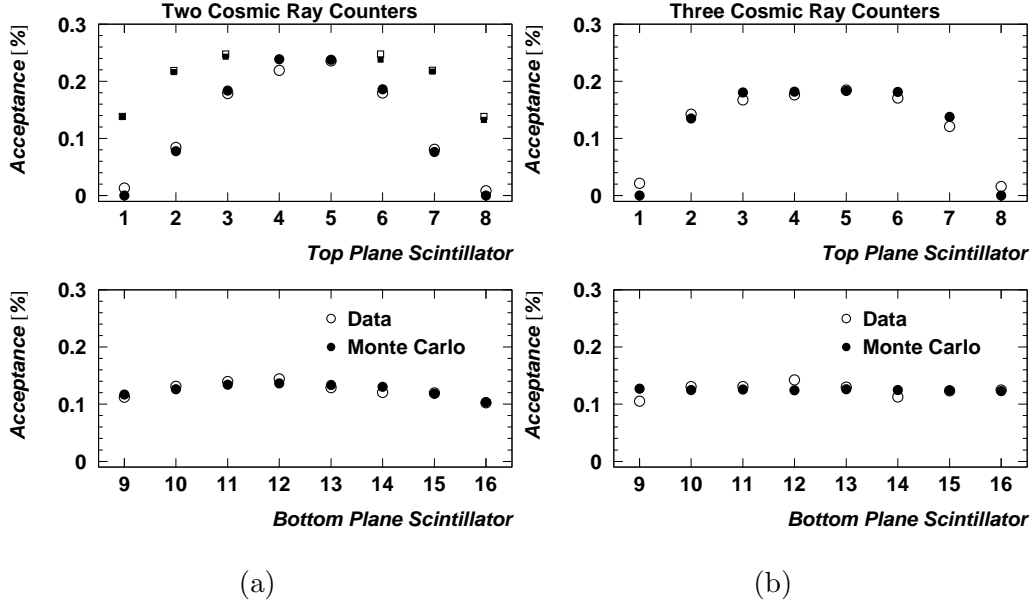 Two Cosmic Ray Counters
Acceptance [%]
0.3
0.2
0.1
0
1 2 3 4 5 6 7 8
Top Plane Scintillator
Three Cosmic Ray Counters
Acceptance [%]
0.3
0.2
0.1
0
1 2 3 4 5 6 7 8
Top Plane Scintillator
Acceptance [%]
0.3
0.2
0.1
0
Data
Monte Carlo
9 10 11 12 13 14 15 16
Bottom Plane Scintillator
Acceptance [%]
0.3
0.2
0.1
0
Data
Monte Carlo
9 10 11 12 13 14 15 16
Bottom Plane Scintillator
(a)
(b)